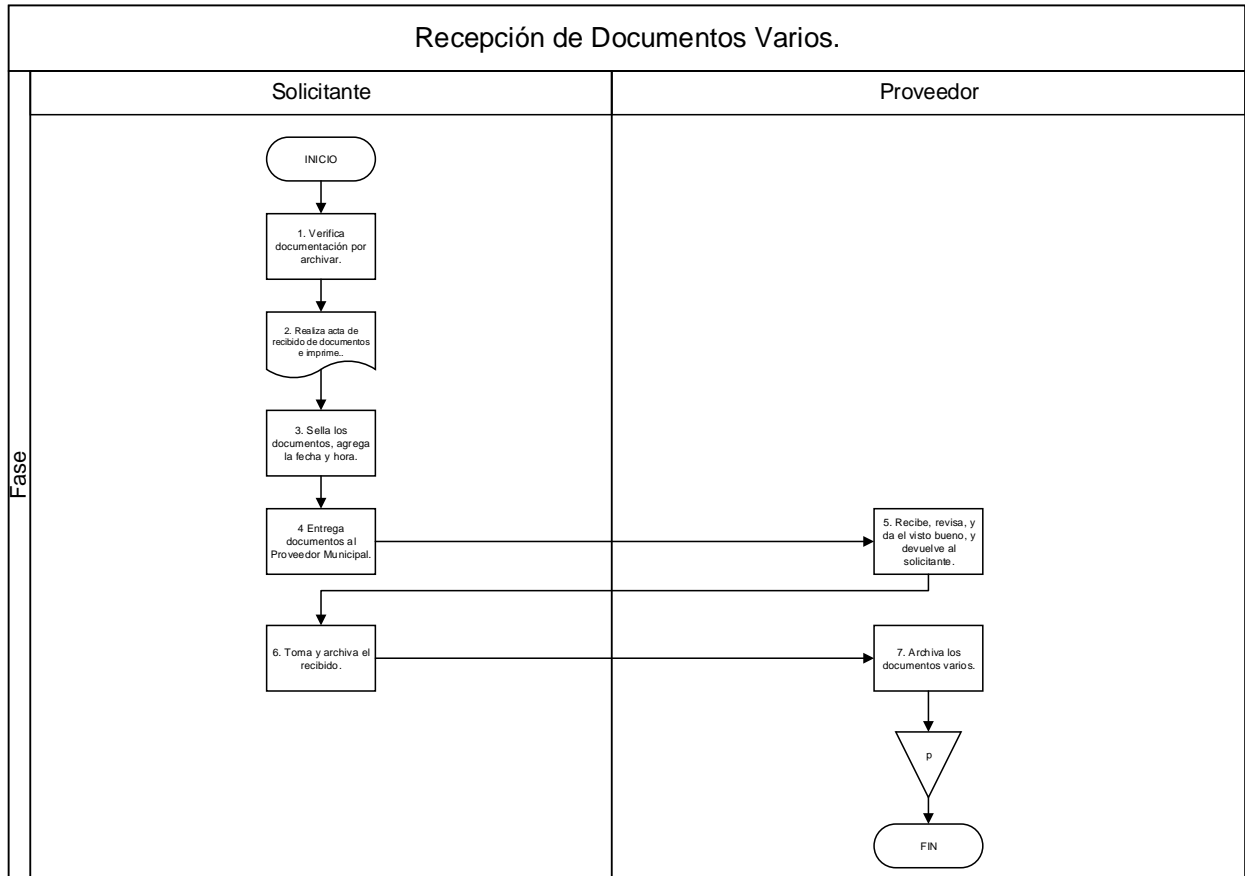 Recepción de Documentos Varios.
Fase
Solicitante
Proveedor
INICIO
1. Verifica
documentación por
archivar.
2. Realiza acta de
recibido de documentos
e imprime..
3. Sella los
documentos, agrega
la fecha y hora.
4 Entrega
documentos al
Proveedor Municipal.
5. Recibe, revisa, y
da el visto bueno, y
devuelve al
solicitante.
6. Toma y archiva el
recibido.
7. Archiva los
documentos varios.
p
FIN